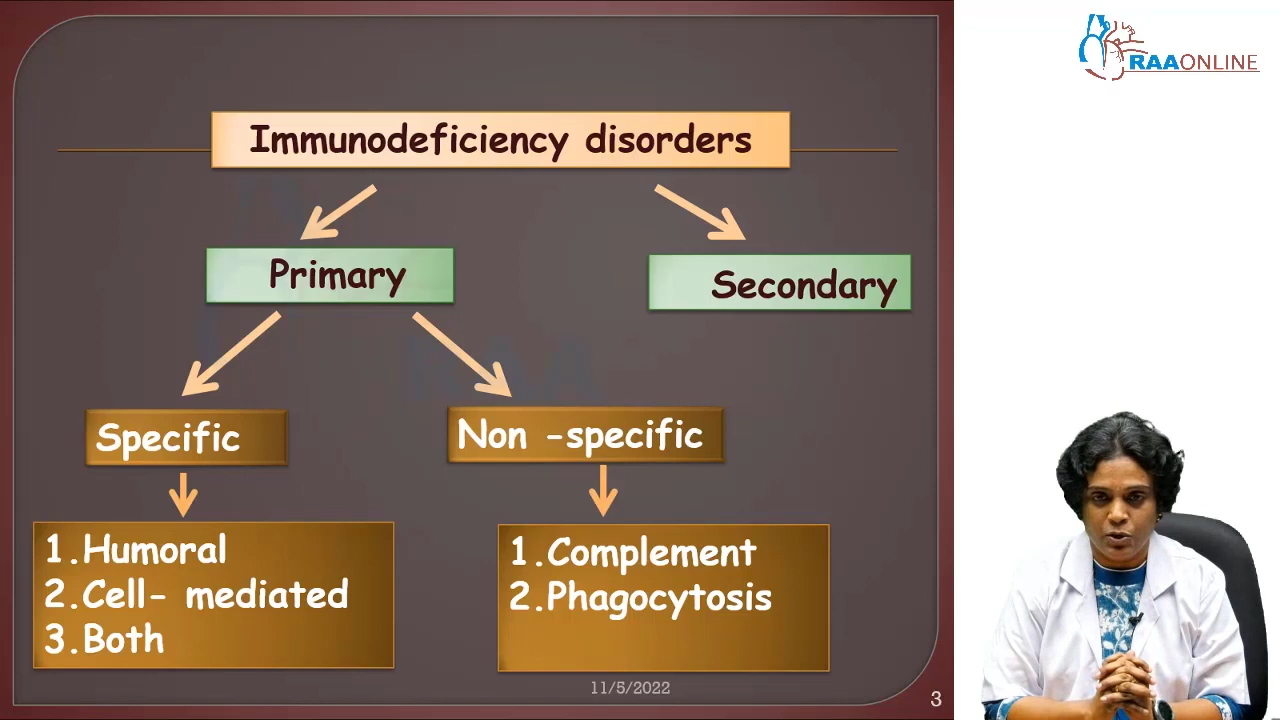 RAAONLINE
Immunodeficiency disorders
Primary
Secondary
Specific
Non -specific
1.Humoral
2.Cell- mediated
3.Both
1.Complement
2.Phagocytosis
11/5/2022
3
RAA